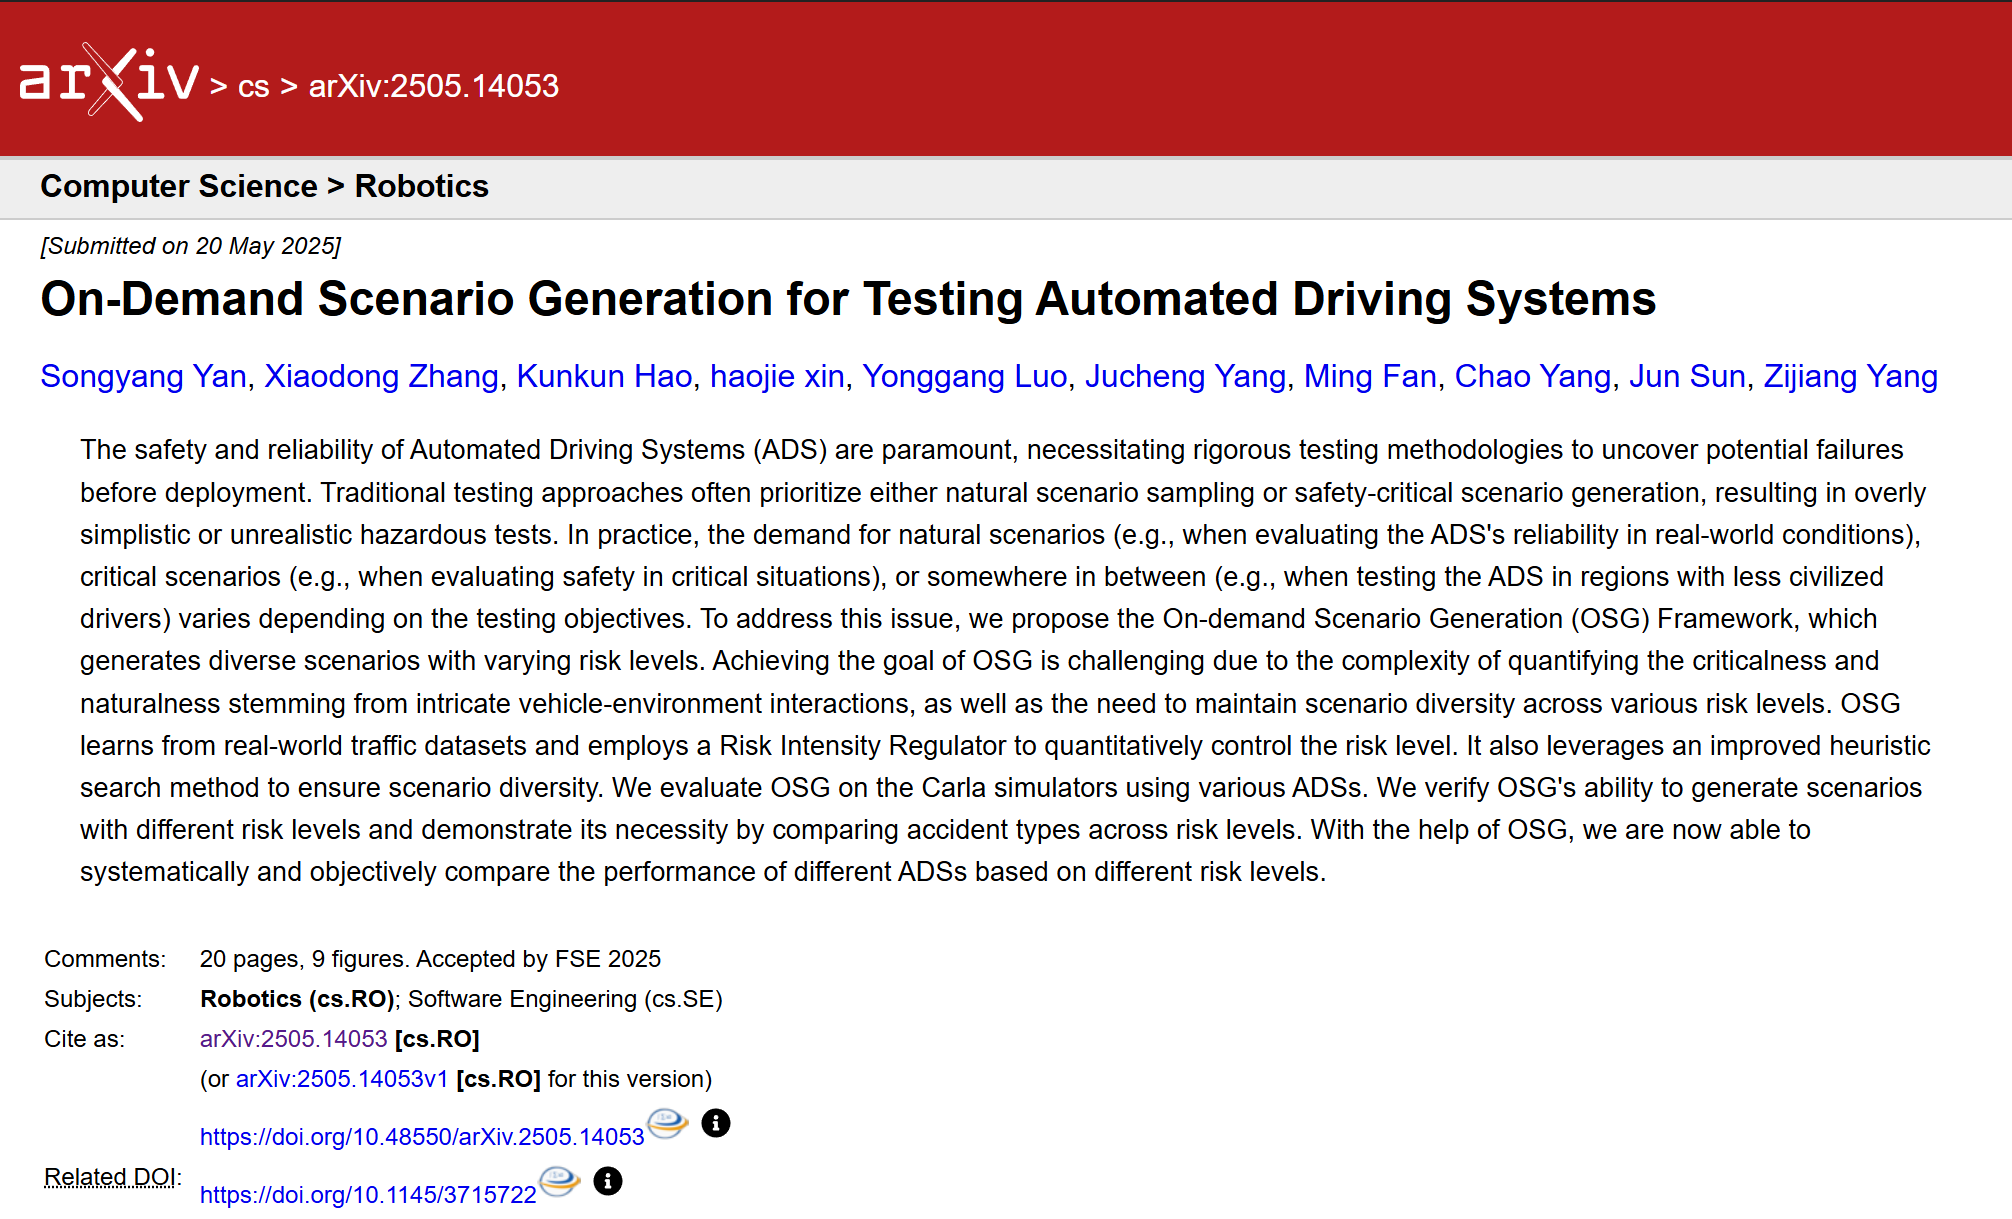 arXiv > cs > arXiv:2505.14053
Computer Science > Robotics
[Submitted on 20 May 2025]
On-Demand Scenario Generation for Testing Automated Driving Systems
Songyang Yan, Xiaodong Zhang, Kunkun Hao, haojie xin, Yonggang Luo, Jucheng Yang, Ming Fan, Chao Yang, Jun Sun, Zijiang Yang
The safety and reliability of Automated Driving Systems (ADS) are paramount, necessitating rigorous testing methodologies to uncover potential failures
before deployment. Traditional testing approaches often prioritize either natural scenario sampling or safety-critical scenario generation, resulting in overly
simplistic or unrealistic hazardous tests. In practice, the demand for natural scenarios (e.g., when evaluating the ADS's reliability in real-world conditions),
critical scenarios (e.g., when evaluating safety in critical situations), or somewhere in between (e.g., when testing the ADS in regions with less civilized
drivers) varies depending on the testing objectives. To address this issue, we propose the On-demand Scenario Generation (OSG) Framework, which
generates diverse scenarios with varying risk levels. Achieving the goal of OSG is challenging due to the complexity of quantifying the criticalness and
naturalness stemming from intricate vehicle-environment interactions, as well as the need to maintain scenario diversity across various risk levels. OSG
learns from real-world traffic datasets and employs a Risk Intensity Regulator to quantitatively control the risk level. It also leverages an improved heuristic
search method to ensure scenario diversity. We evaluate OSG on the Carla simulators using various ADSs. We verify OSG's ability to generate scenarios
with different risk levels and demonstrate its necessity by comparing accident types across risk levels. With the help of OSG, we are now able to
systematically and objectively compare the performance of different ADSs based on different risk levels.
Comments: 20 pages, 9 figures. Accepted by FSE 2025
Subjects: Robotics (cs.RO); Software Engineering (cs.SE)
Cite as: arXiv:2505.14053 [cs.RO]
(or arXiv:2505.14053v1 [cs.RO] for this version)
https://doi.org/10.48550/arXiv.2505.14053
Related DOI: https://doi.org/10.1145/3715722